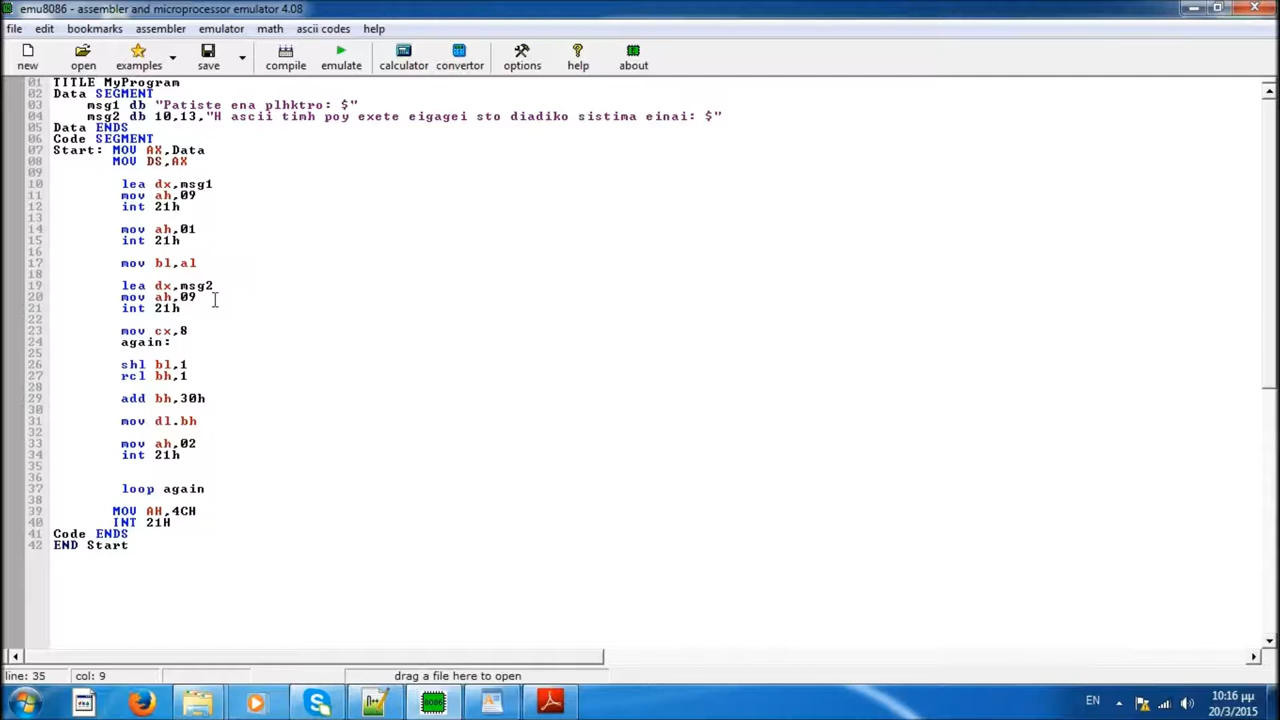 emu8086 - assembler and microprocessor emulator 4.08
file edit bookmarks assembler emulator math ascii codes help
new open examples save compile emulate calculator convertor options help about
01 TITLE MyProgram
02 Data SEGMENT
03 msg1 db "Patiste ena plhktro: $"
04 msg2 db 10,13,"H ascii timh poy exete eigagei sto diadiko sistima einai: $"
05 Data ENDS
06 Code SEGMENT
07 Start: MOV AX,Data
08 MOV DS,AX
09
10 lea dx,msg1
11 mov ah,09
12 int 21h
13
14 mov ah,01
15 int 21h
16
17 mov bl,al
18
19 lea dx,msg2
20 mov ah,09
21 int 21h
22
23 mov cx,8
24 again:
25
26 shl bl,1
27 rcl bh,1
28
29 add bh,30h
30
31 mov dl.bh
32
33 mov ah,02
34 int 21h
35
36
37 loop again
38
39 MOV AH,4CH
40 INT 21H
41 Code ENDS
42 END Start
line: 35 col: 9 drag a file here to open
8086
EN
10:16 μμ
20/3/2015